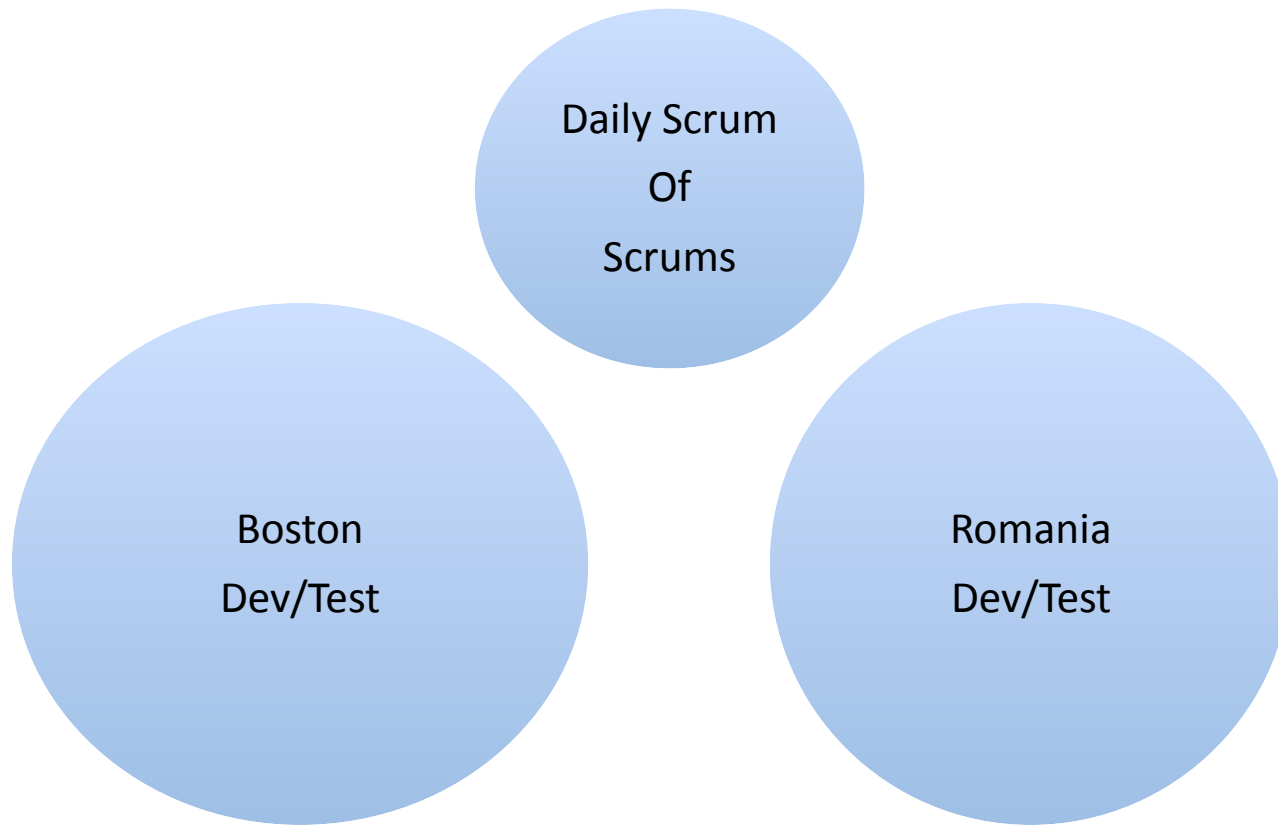 Daily Scrum
Of
Scrums
Boston
Dev/Test
Romania
Dev/Test